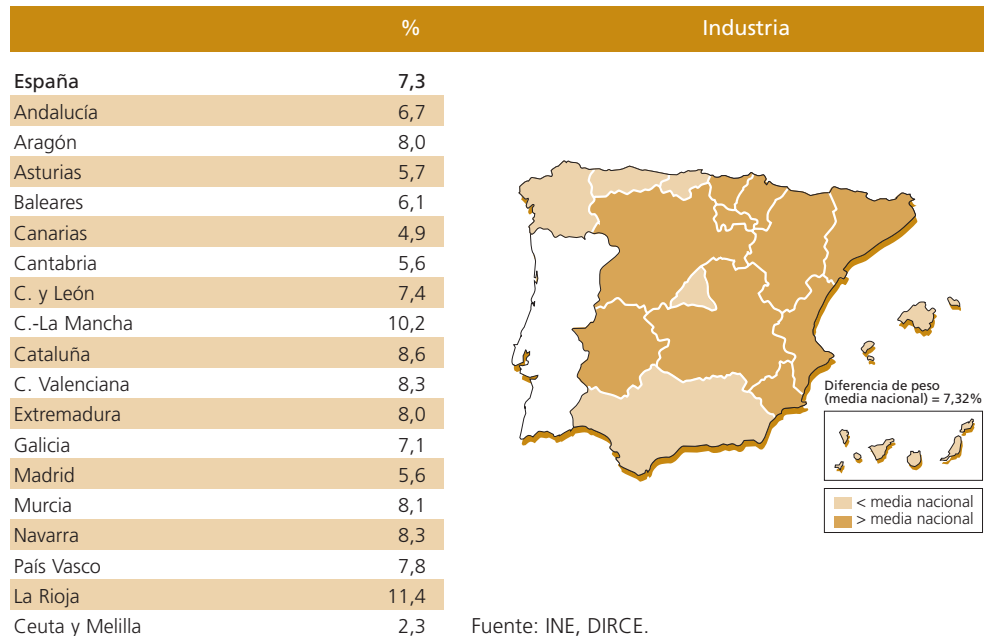 % Industria
España 7,3
Andalucía 6,7
Aragón 8,0
Asturias 5,7
Baleares 6,1
Canarias 4,9
Cantabria 5,6
C. y León 7,4
C.-La Mancha 10,2
Cataluña 8,6
C. Valenciana 8,3
Extremadura 8,0
Galicia 7,1
Madrid 5,6
Murcia 8,1
Navarra 8,3
País Vasco 7,8
La Rioja 11,4
Ceuta y Melilla 2,3
Diferencia de peso
(media nacional) = 7,32%
< media nacional
> media nacional
Fuente: INE, DIRCE.